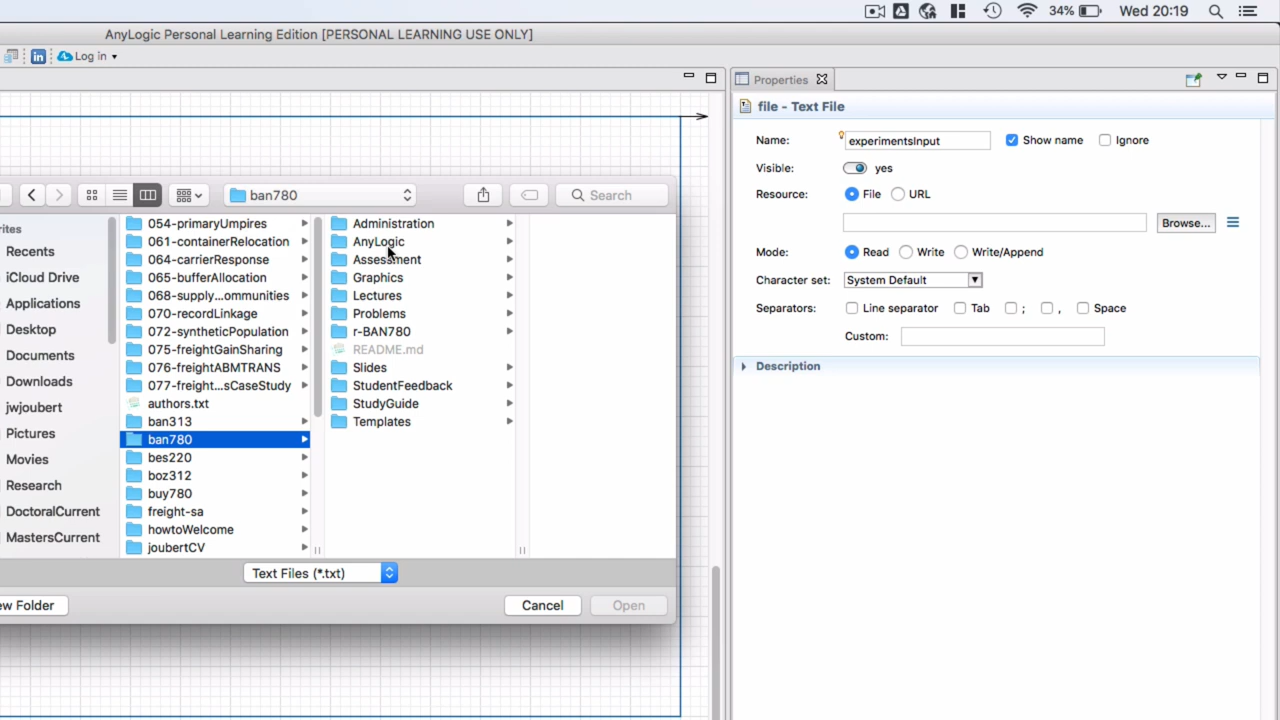 34%
Wed 20:19
AnyLogic Personal Learning Edition [PERSONAL LEARNING USE ONLY]
in
Log in
Properties
file - Text File
Name:
experimentsInput
Show name
Ignore
Visible:
yes
Resource:
File
URL
Browse...
Mode:
Read
Write
Write/Append
Character set:
System Default
Separators:
Line separator
Tab
;
,
Space
Custom:
Description
ban780
Search
rites
Recents
iCloud Drive
Applications
Desktop
Documents
Downloads
jwjoubert
Pictures
Movies
Research
DoctoralCurrent
MastersCurrent
054-primaryUmpires
061-containerRelocation
064-carrierResponse
065-bufferAllocation
068-supply...ommunities
070-recordLinkage
072-syntheticPopulation
075-freightGainSharing
076-freightABMTRANS
077-freight...sCaseStudy
authors.txt
ban313
ban780
bes220
boz312
buy780
freight-sa
howtoWelcome
joubertCV
Administration
AnyLogic
Assessment
Graphics
Lectures
Problems
r-BAN780
README.md
Slides
StudentFeedback
StudyGuide
Templates
Text Files (*.txt)
ew Folder
Cancel
Open